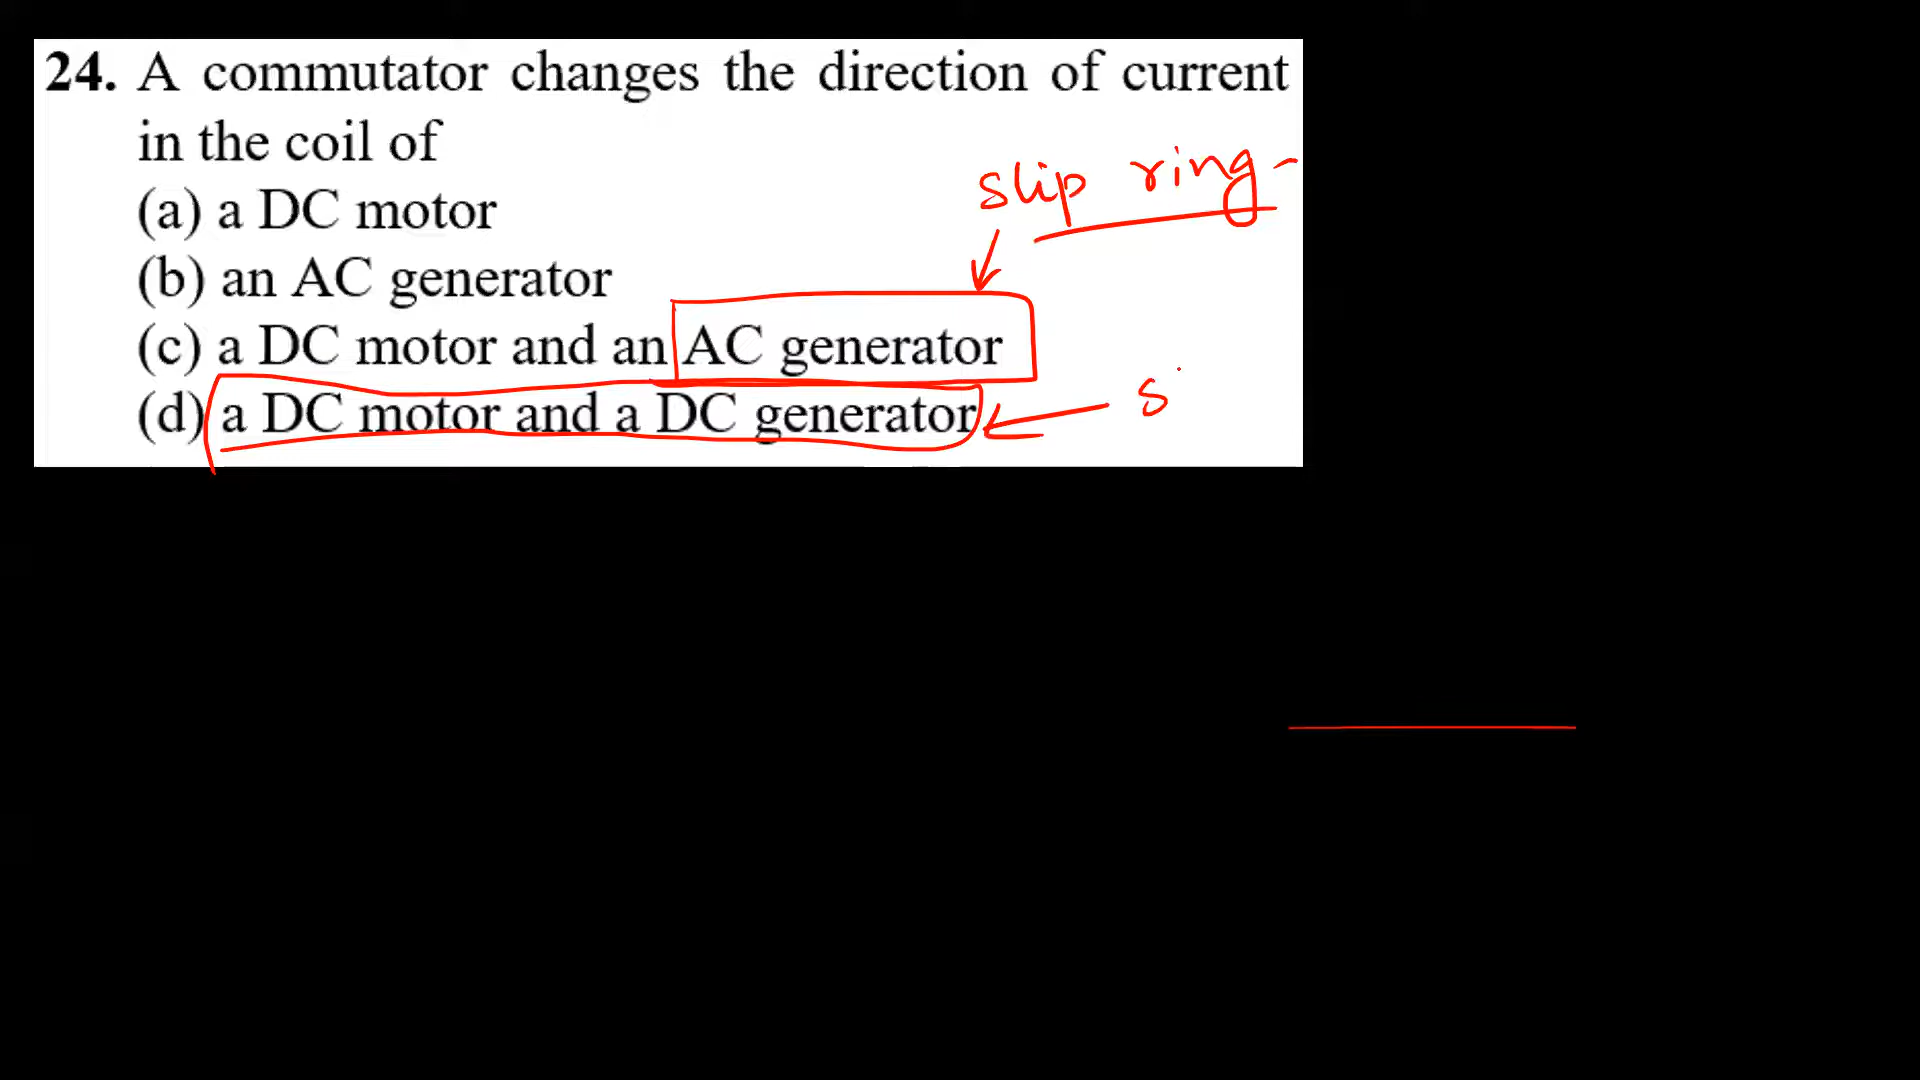 24. A commutator changes the direction of current
in the coil of
slip ring -
(a) a DC motor
(b) an AC generator
(c) a DC motor and an AC generator
(d) a DC motor and a DC generator
s